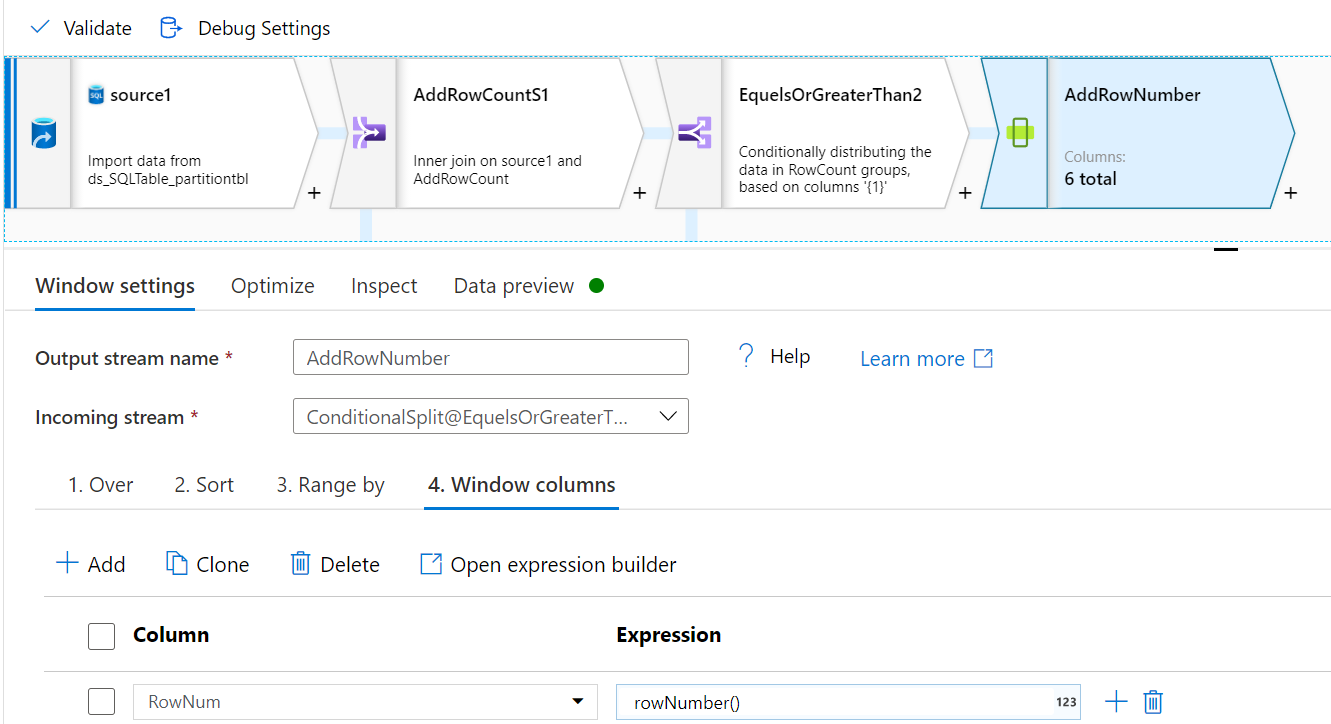 Validate Debug Settings
SQL source1
Import data from
ds_SQLTable_partitiontbl
+
AddRowCountS1
Inner join on source1 and
AddRowCount
+
EquelsOrGreaterThan2
Conditionally distributing the
data in RowCount groups,
based on columns '{1}'
+
AddRowNumber
Columns:
6 total
+
Window settings Optimize Inspect Data preview
Output stream name * AddRowNumber ? Help Learn more
Incoming stream * ConditionalSplit@EquelsOrGreaterT...
1. Over 2. Sort 3. Range by 4. Window columns
+ Add Clone Delete Open expression builder
Column Expression
RowNum rowNumber() 123 +